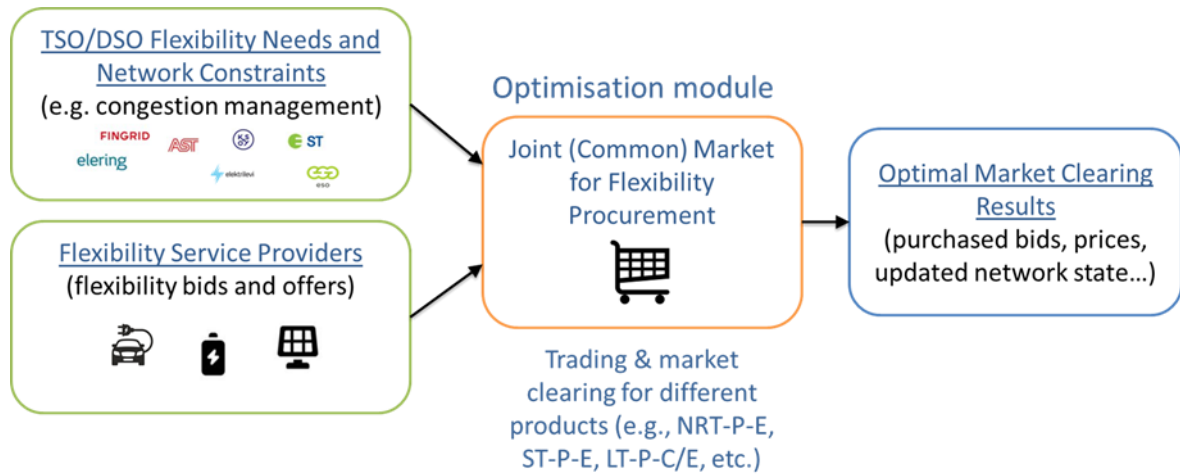 TSO/DSO Flexibility Needs and
Network Constraints
(e.g. congestion management)
FINGRID
AST
ST
elering
elektrilevi
eso
Flexibility Service Providers
(flexibility bids and offers)
Optimisation module
Joint (Common) Market
for Flexibility
Procurement
Trading & market
clearing for different
products (e.g., NRT-P-E,
ST-P-E, LT-P-C/E, etc.)
Optimal Market Clearing
Results
(purchased bids, prices,
updated network state...)